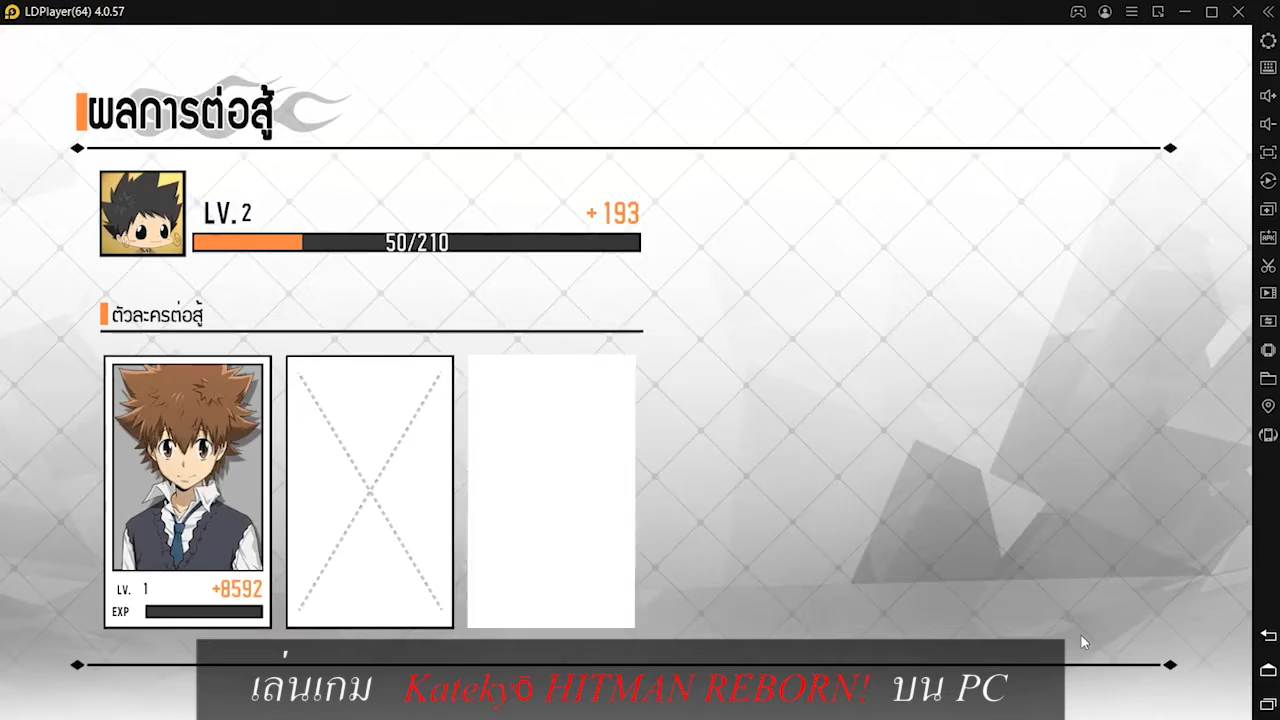 LDPlayer(64) 4.0.57
ผลการต่อสู้
LV. 2
+193
50/210
ตัวละครต่อสู้
LV. 1
+8592
EXP
เล่นเกม Katekyō HITMAN REBORN! บน PC